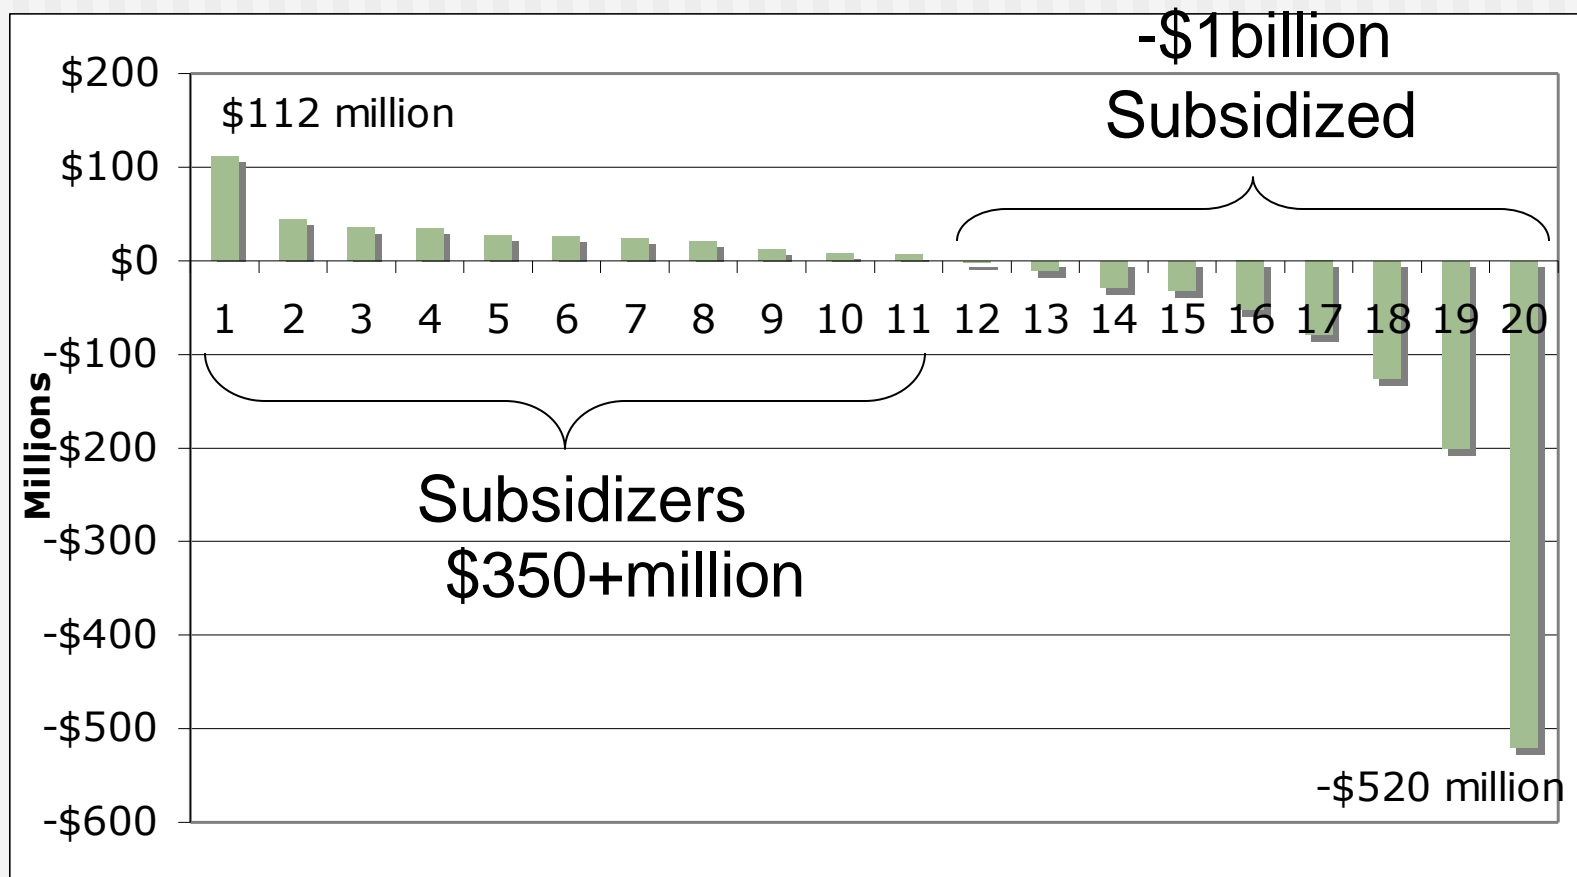 -$1billion
Subsidized
$200
$112 million
$100
$0
1 2 3 4 5 6 7 8 9 10 11 12 13 14 15 16 17 18 19 20
-$100
Millions
-$200
Subsidizers
$350+million
-$300
-$400
-$500
-$520 million
-$600